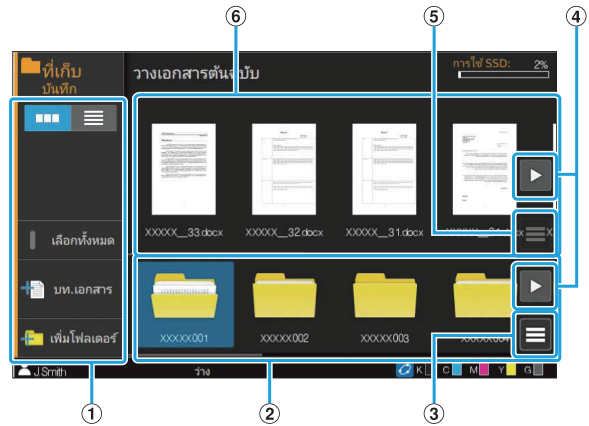 ⑥ ⑤ ④
ที่เก็บ
บันทึก
วางเอกสารต้นฉบับ
การใช้ SSD: 2%
XXXXX__33.docx XXXXX__32.docx XXXXX__31.docx
เลือกทั้งหมด
บท.เอกสาร
เพิ่มโฟลเดอร์
XXXXX001 XXXXX002 XXXXX003
J.Smith ว่าง K C M Y G
① ② ③